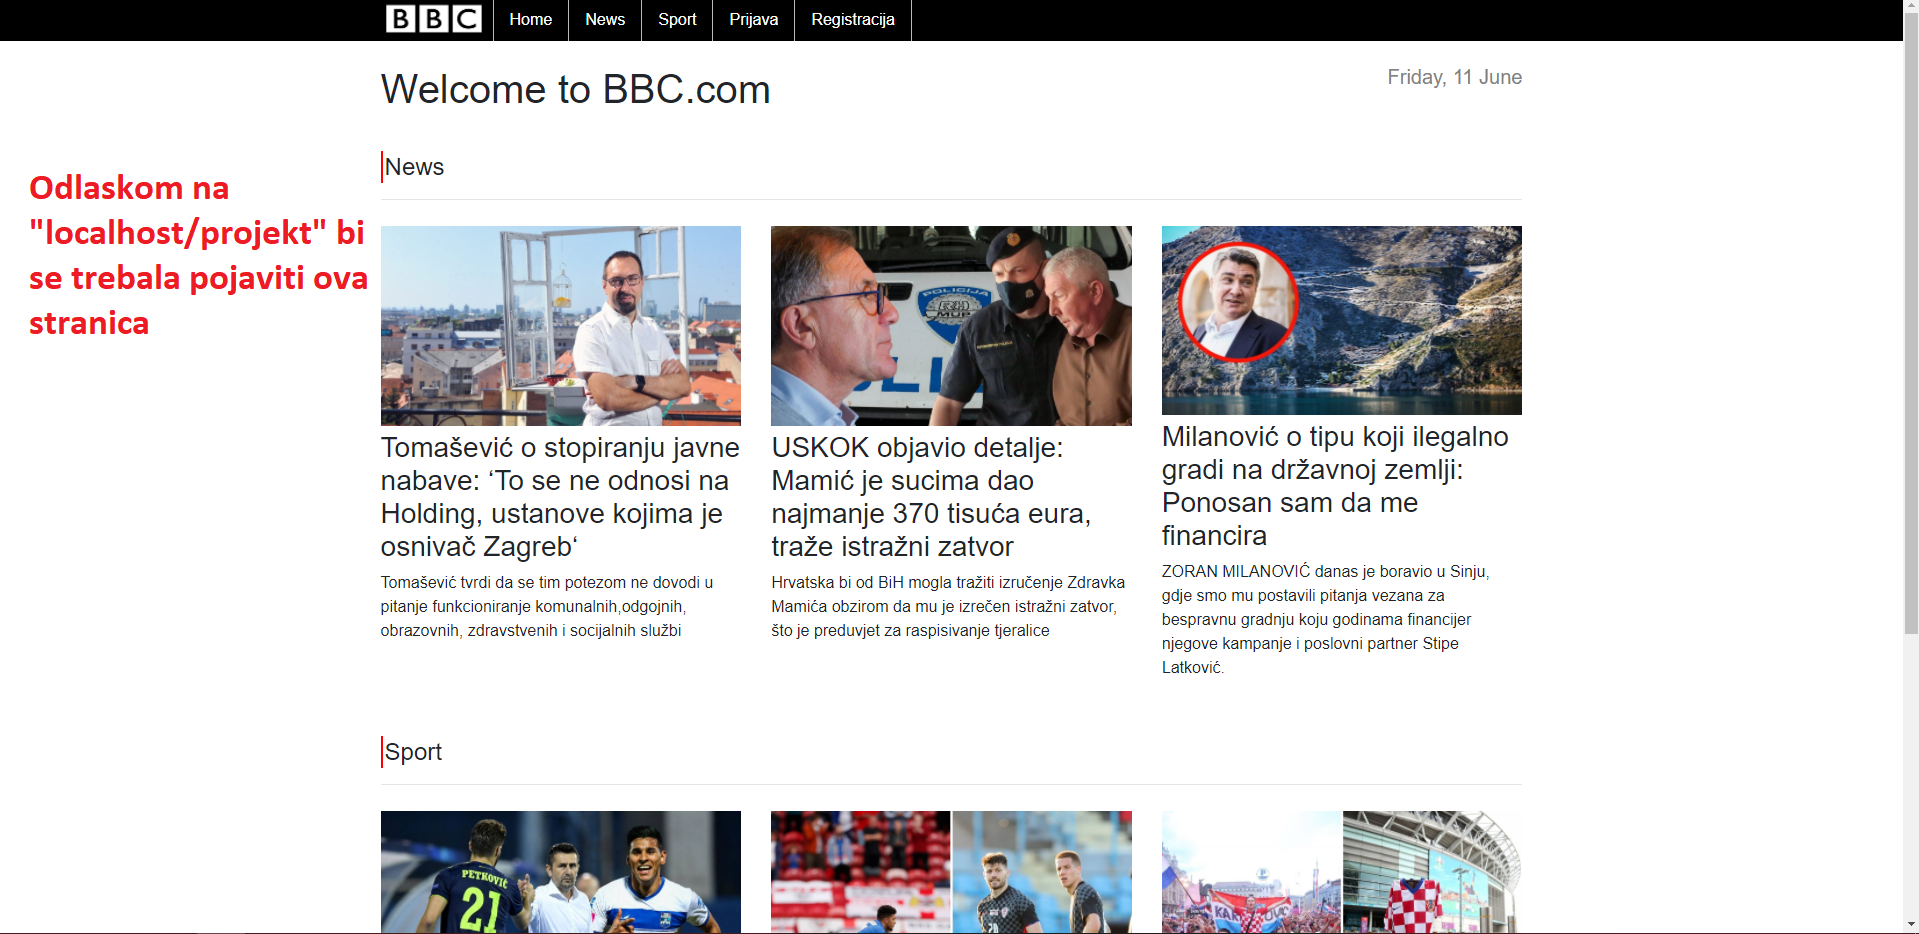 BBC Home News Sport Prijava Registracija
Welcome to BBC.com
Friday, 11 June
News
Odlaskom na
"localhost/projekt" bi
se trebala pojaviti ova
stranica
POLICIJA
RH
MUP
Tomašević o stopiranju javne
nabave: ‘To se ne odnosi na
Holding, ustanove kojima je
osnivač Zagreb‘
Tomašević tvrdi da se tim potezom ne dovodi u
pitanje funkcioniranje komunalnih,odgojnih,
obrazovnih, zdravstvenih i socijalnih službi
USKOK objavio detalje:
Mamić je sucima dao
najmanje 370 tisuća eura,
traže istražni zatvor
Hrvatska bi od BiH mogla tražiti izručenje Zdravka
Mamića obzirom da mu je izrečen istražni zatvor,
što je preduvjet za raspisivanje tjeralice
Milanović o tipu koji ilegalno
gradi na državnoj zemlji:
Ponosan sam da me
financira
ZORAN MILANOVIĆ danas je boravio u Sinju,
gdje smo mu postavili pitanja vezana za
bespravnu gradnju koju godinama financijer
njegove kampanje i poslovni partner Stipe
Latković.
Sport
PETKOVIĆ
21